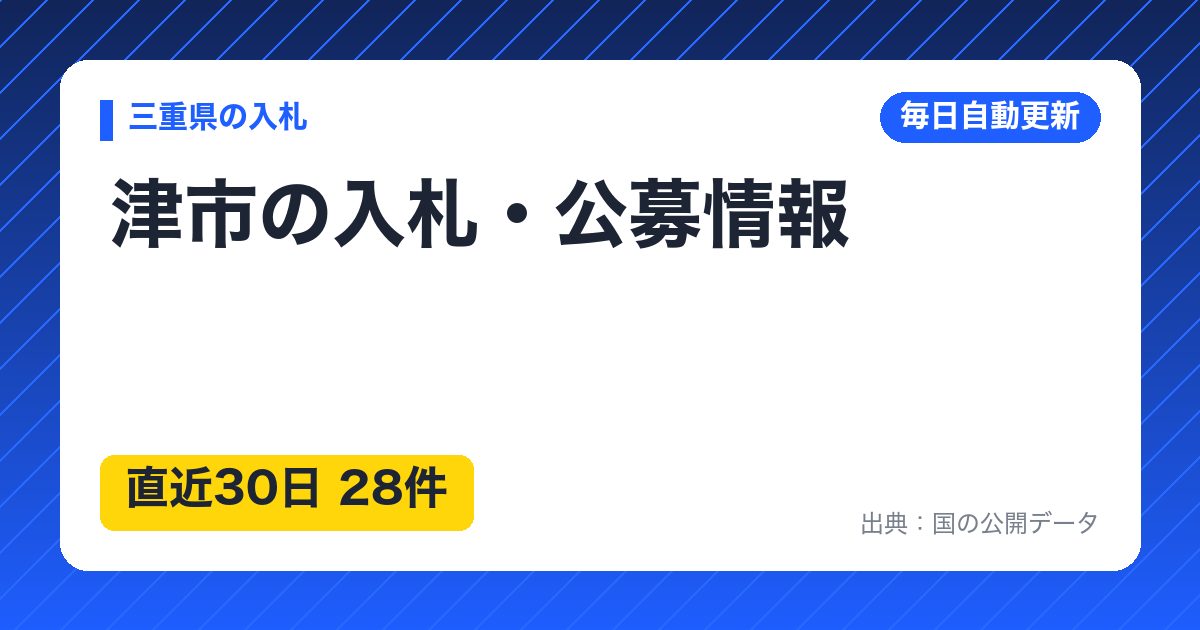 三重県の入札
毎日自動更新
津市の入札・公募情報
直近30日 28件
出典：国の公開データ